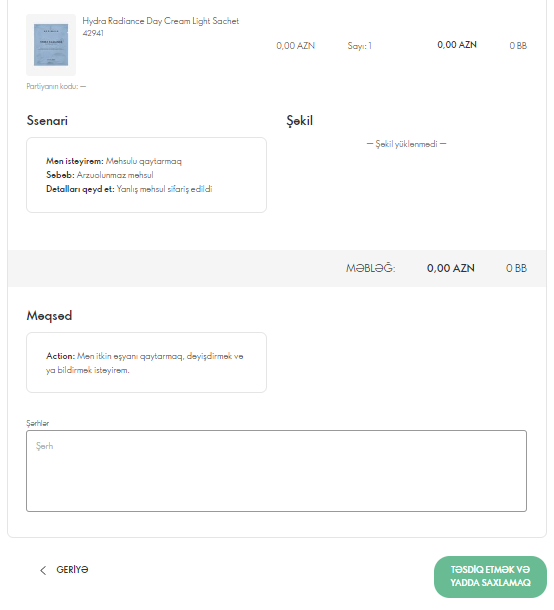 Hydra Radiance Day Cream Light Sachet
42941
0,00 AZN Sayı: 1 0,00 AZN 0 BB
Partiyanın kodu: —
Ssenari
Şəkil
Mən istəyirəm: Məhsulu qaytarmaq
Səbəb: Arzuolunmaz məhsul
Detalları qeyd et: Yanlış məhsul sifariş edildi
— Şəkil yüklənmədi —
MƏBLƏĞ: 0,00 AZN 0 BB
Məqsəd
Action: Mən itkin əşyanı qaytarmaq, dəyişdirmək və
ya bildirmək istəyirəm.
Şərhlər
Şərh
GERİYƏ
TƏSDİQ ETMƏK VƏ
YADDA SAXLAMAQ